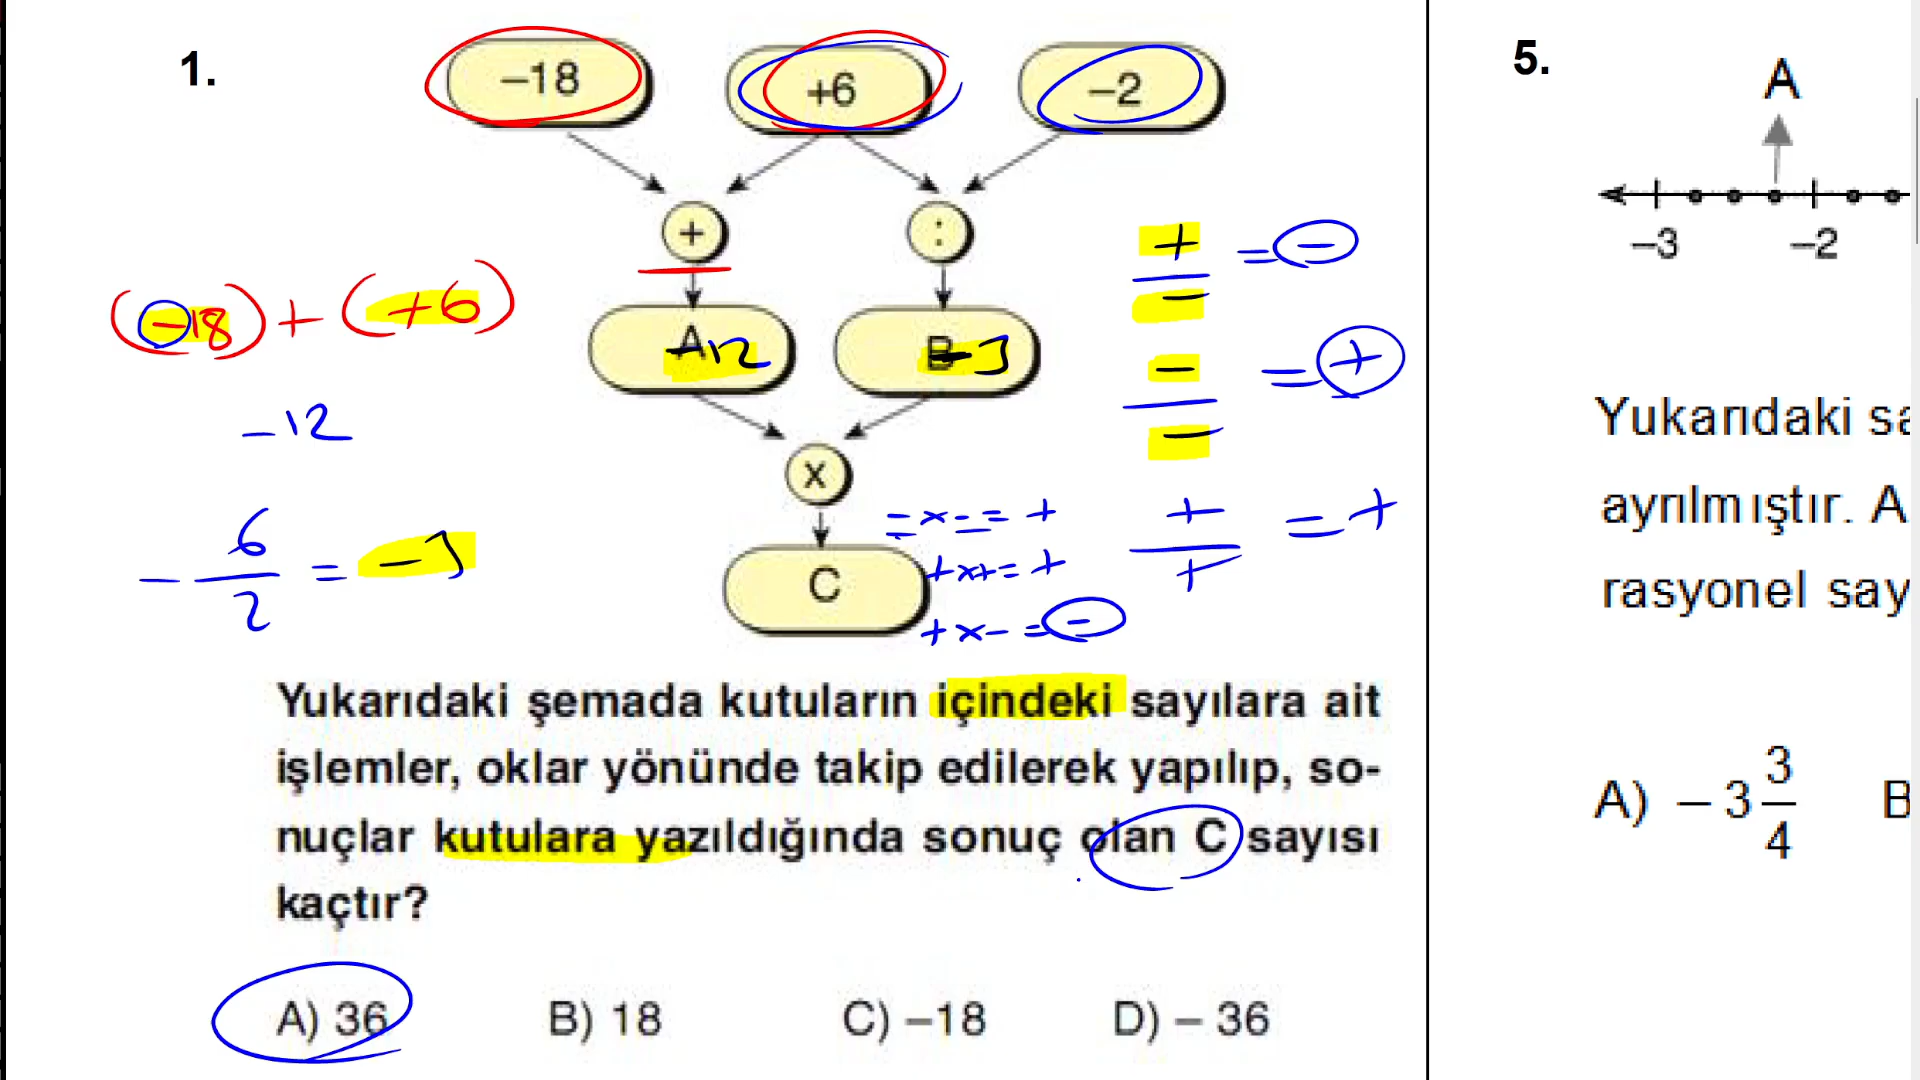 1.
–18
+6
–2
+
:
(–18) + (+6)
A –12
B –3
–12
x
– 6/2 = –3
C
+/– = –
–/– = +
+/+ = +
– x – = +
+ x + = +
+ x – = –
Yukarıdaki şemada kutuların içindeki sayılara ait
işlemler, oklar yönünde takip edilerek yapılıp, so-
nuçlar kutulara yazıldığında sonuç olan C sayısı
kaçtır?
A) 36 B) 18 C) –18 D) – 36
5.
A
–3 –2
Yukarıdaki sa
ayrılmıştır. A
rasyonel say
A) – 3 3/4 B